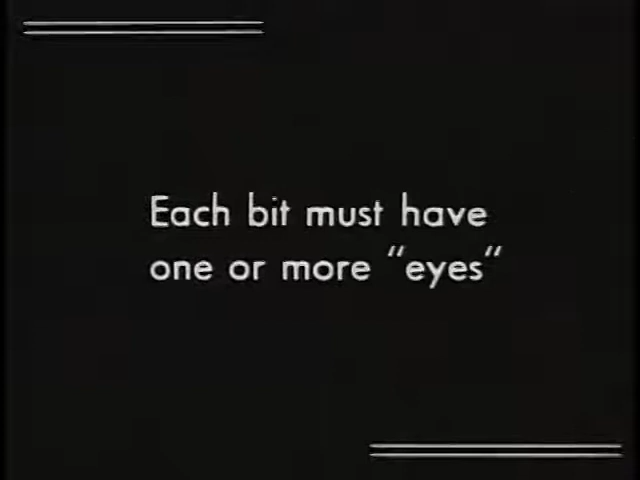 Each bit must have
one or more “eyes“